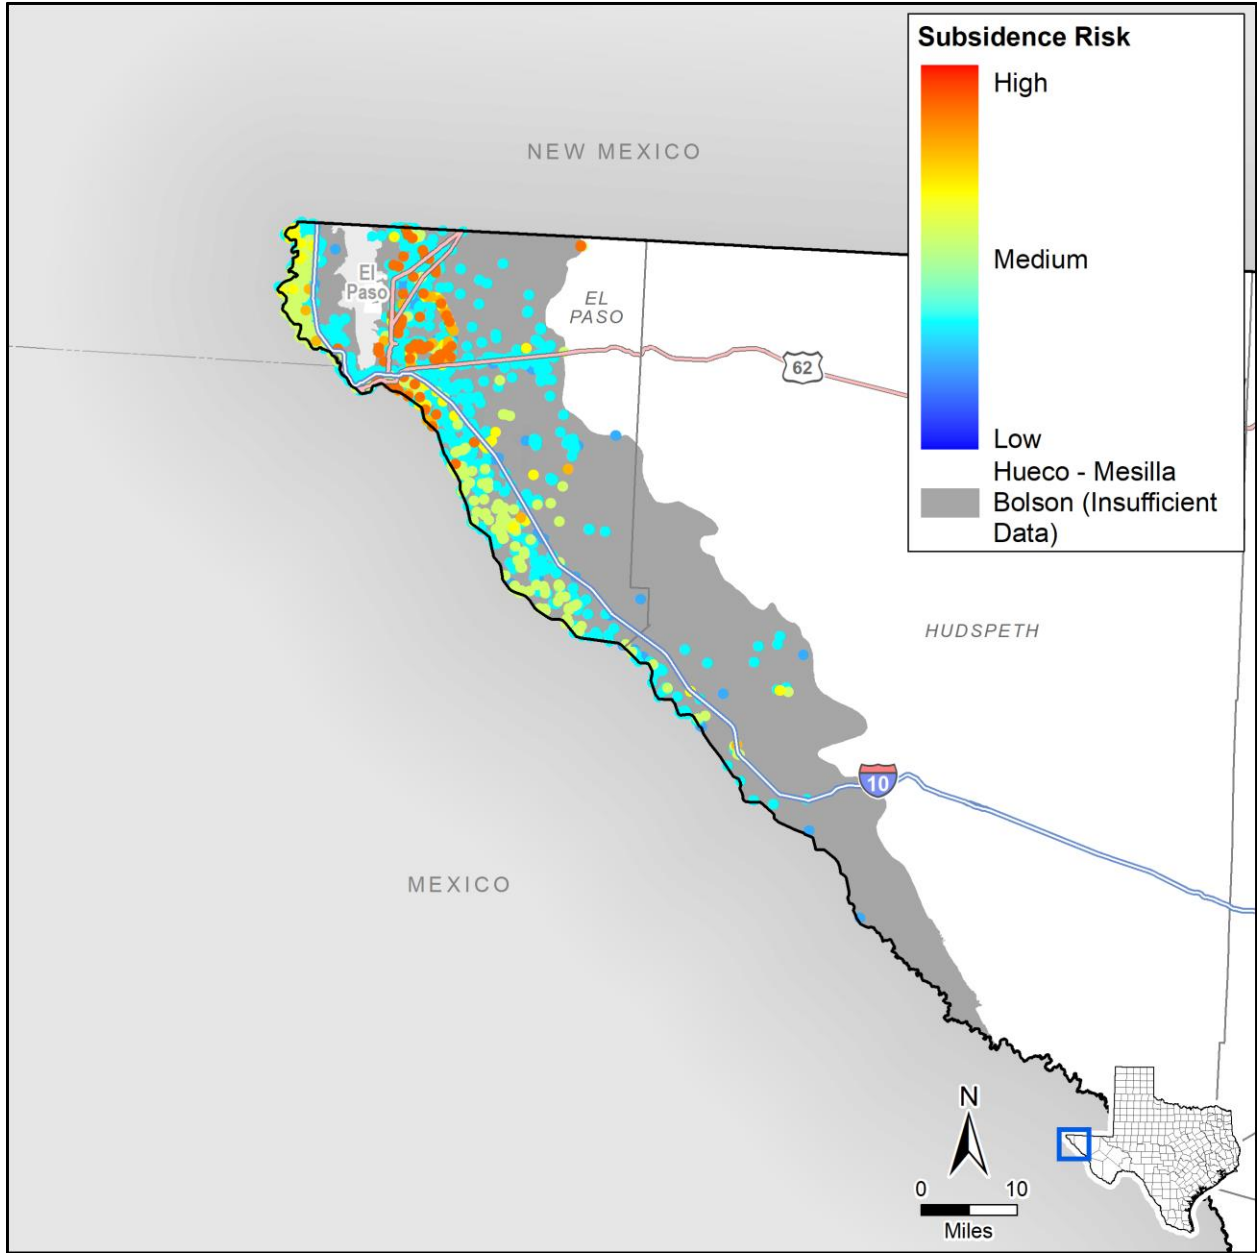 Subsidence Risk
High
Medium
Low
Hueco - Mesilla
Bolson (Insufficient
Data)
NEW MEXICO
El
Paso
EL
PASO
62
HUDSPETH
10
MEXICO
N
0 10
Miles